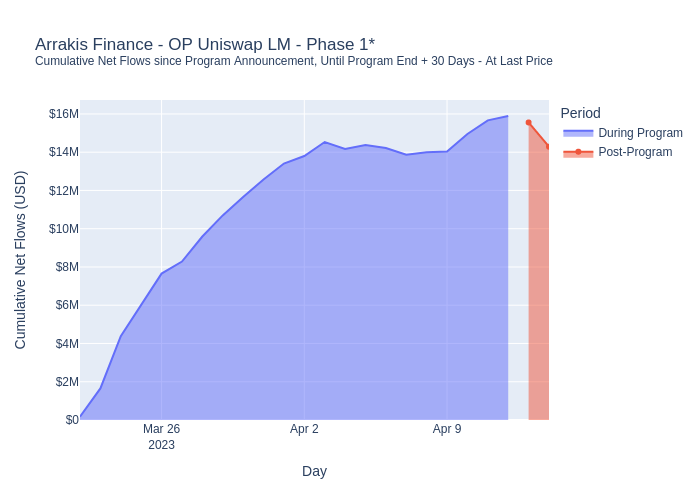 Arrakis Finance - OP Uniswap LM - Phase 1*
Cumulative Net Flows since Program Announcement, Until Program End + 30 Days - At Last Price
Period
During Program
Post-Program
Cumulative Net Flows (USD)
$16M
$14M
$12M
$10M
$8M
$6M
$4M
$2M
$0
Mar 26
2023
Apr 2
Apr 9
Day